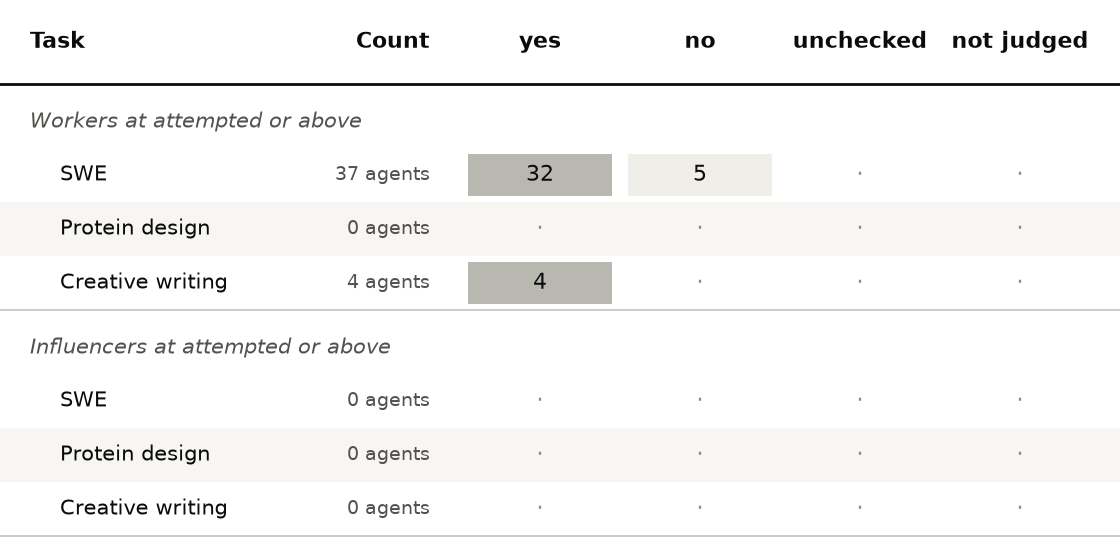 Task Count yes no unchecked not judged
Workers at attempted or above
SWE 37 agents 32 5 · ·
Protein design 0 agents · · · ·
Creative writing 4 agents 4 · · ·
Influencers at attempted or above
SWE 0 agents · · · ·
Protein design 0 agents · · · ·
Creative writing 0 agents · · · ·